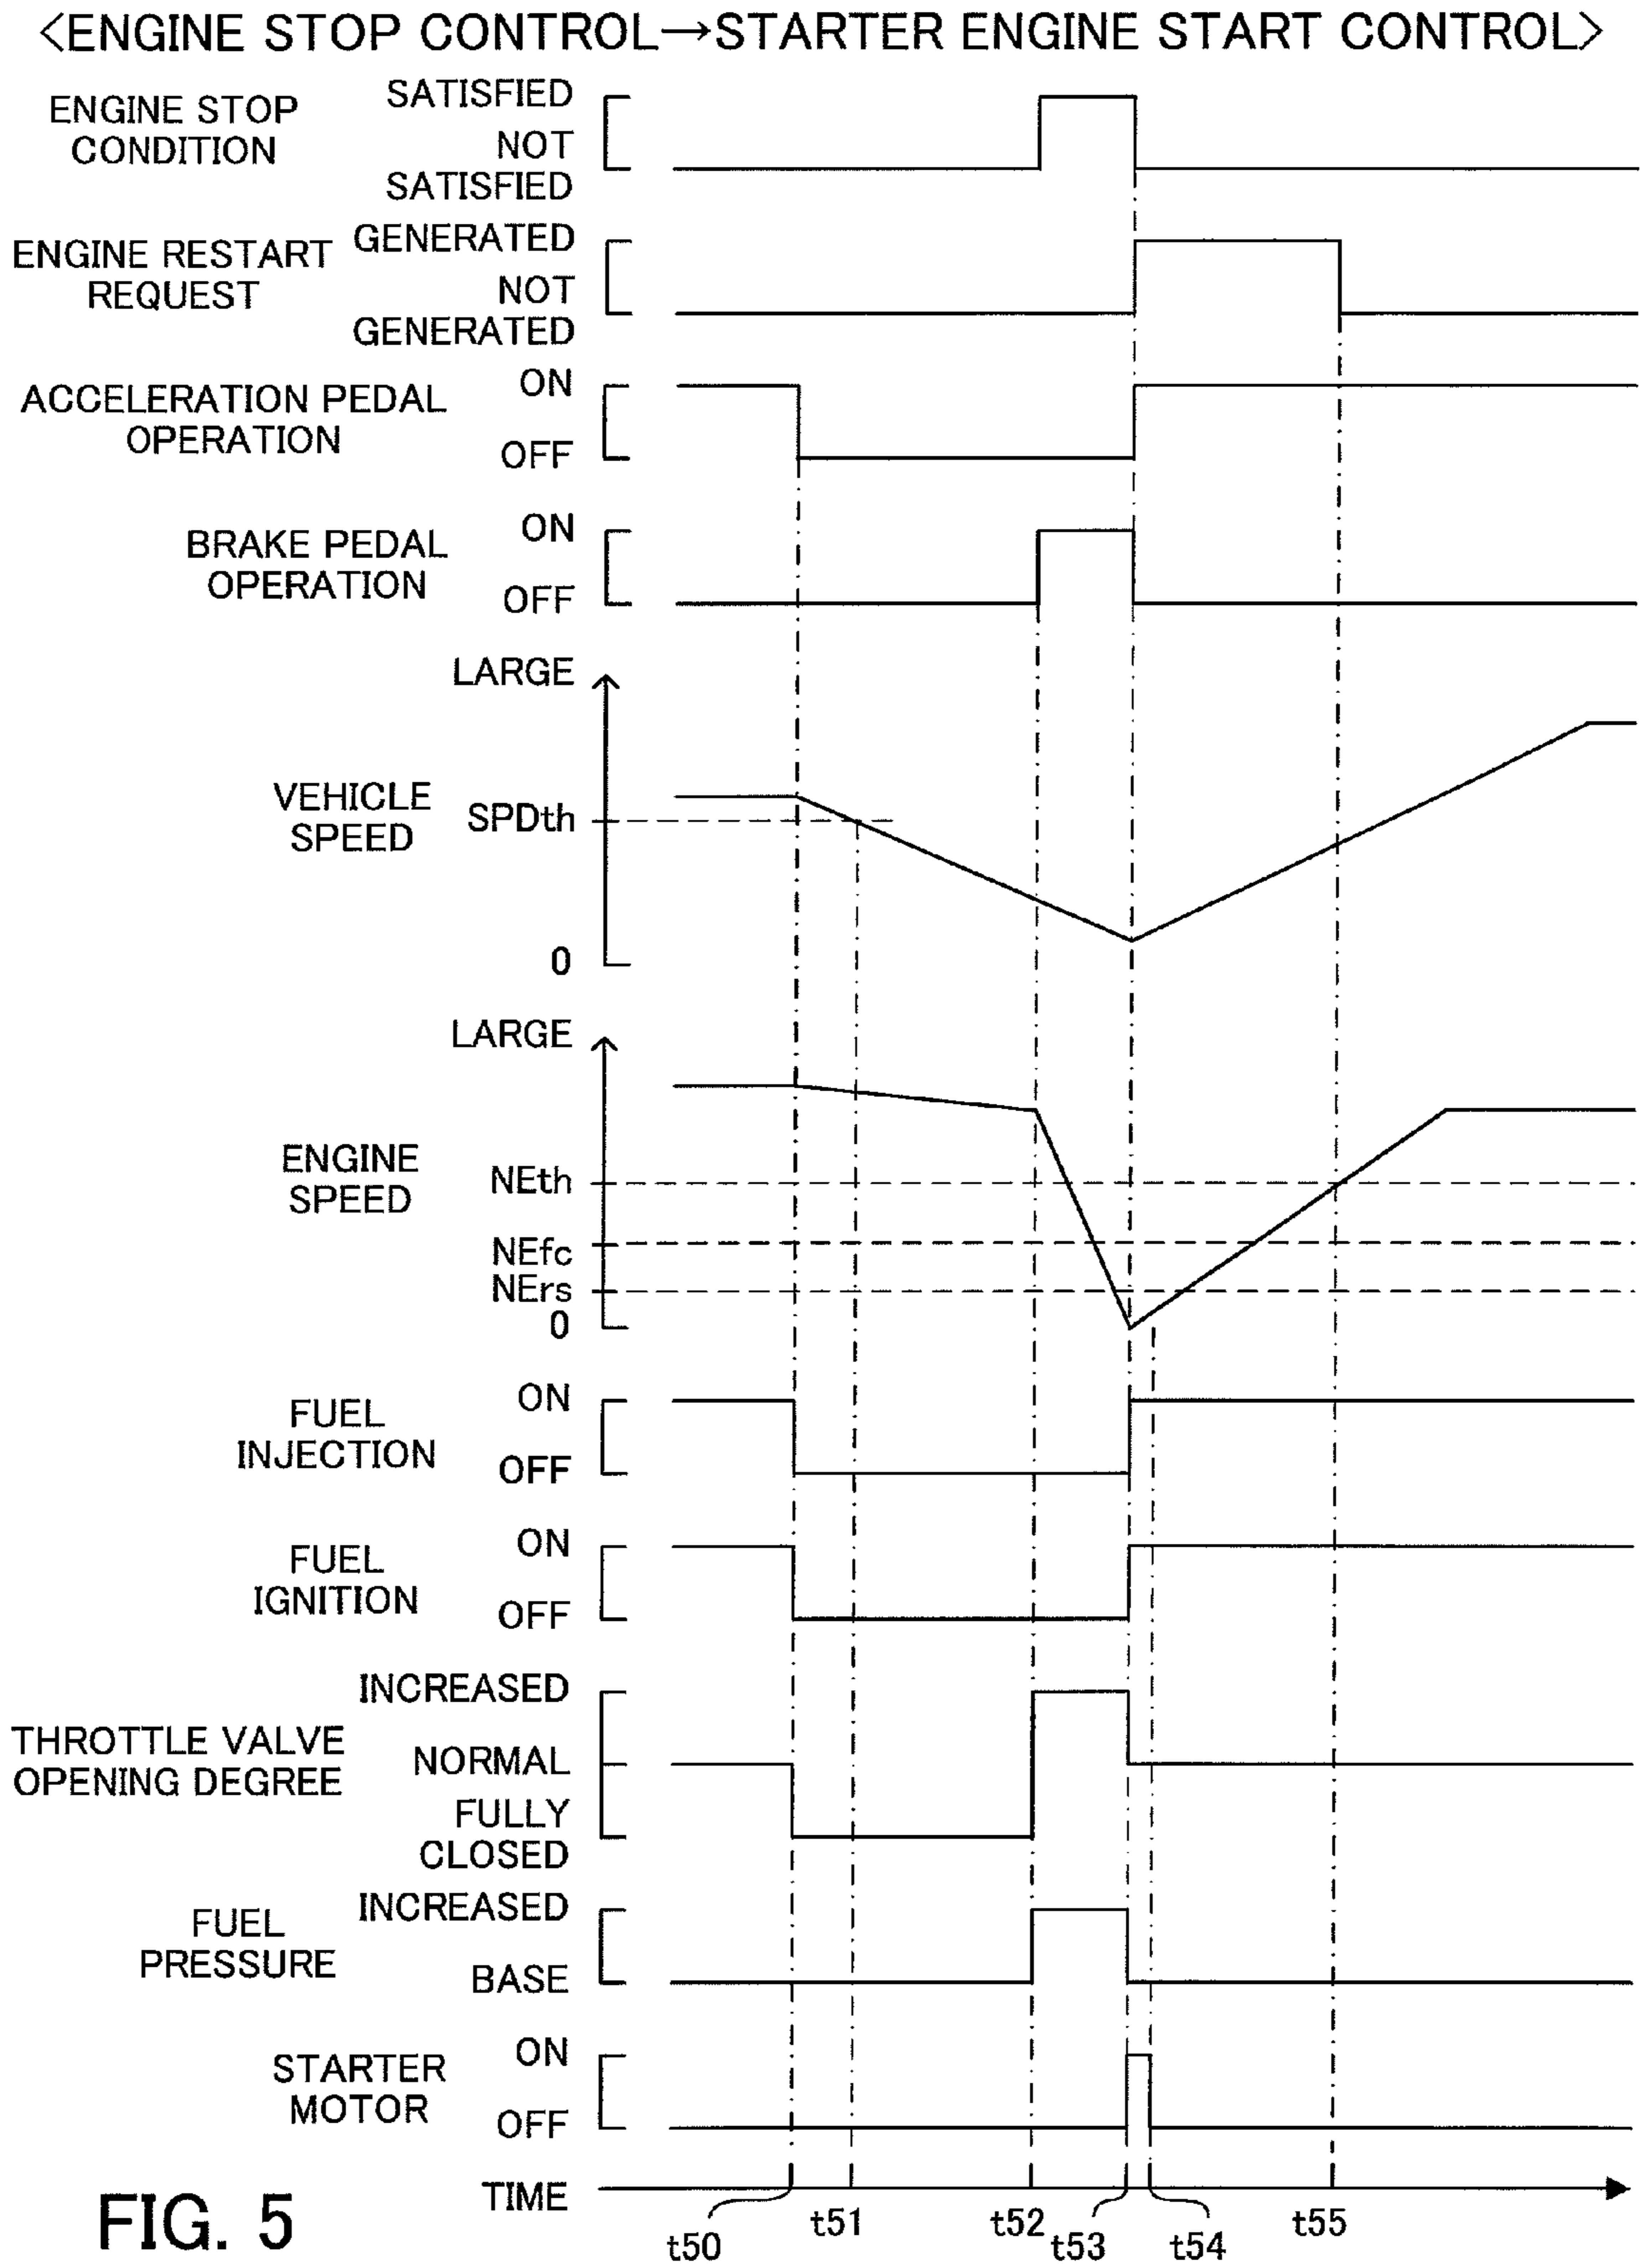 <ENGINE STOP CONTROL→STARTER ENGINE START CONTROL>
ENGINE STOP
CONDITION
SATISFIED
NOT
SATISFIED
ENGINE RESTART
REQUEST
GENERATED
NOT
GENERATED
ACCELERATION PEDAL
OPERATION
ON
OFF
BRAKE PEDAL
OPERATION
ON
OFF
VEHICLE
SPEED
LARGE
SPDth
0
ENGINE
SPEED
LARGE
NEth
NEfc
NErs
0
FUEL
INJECTION
ON
OFF
FUEL
IGNITION
ON
OFF
THROTTLE VALVE
OPENING DEGREE
INCREASED
NORMAL
FULLY
CLOSED
FUEL
PRESSURE
INCREASED
BASE
STARTER
MOTOR
ON
OFF
TIME
t50
t51
t52
t53
t54
t55
FIG. 5